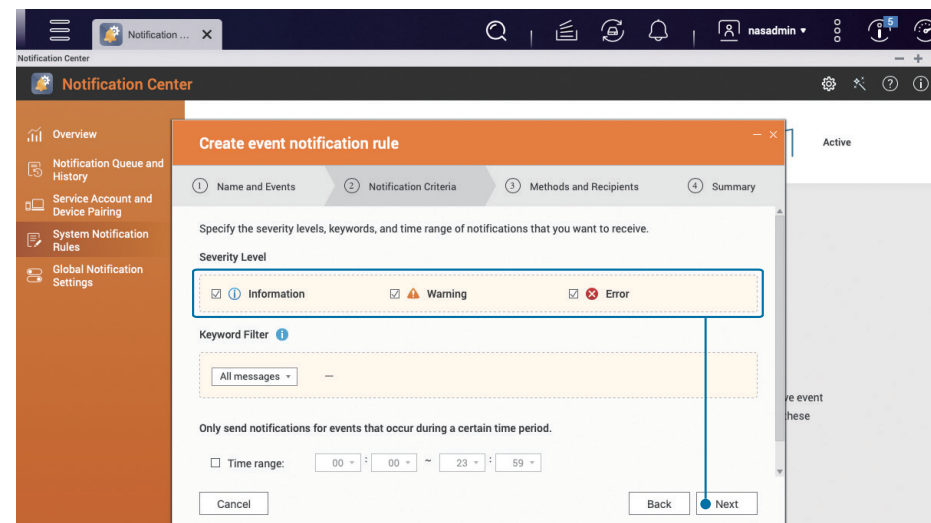 Notification ...
nasadmin
5
Notification Center
Notification Center
Overview
Notification Queue and
History
Service Account and
Device Pairing
System Notification
Rules
Global Notification
Settings
Active
Create event notification rule
1 Name and Events
2 Notification Criteria
3 Methods and Recipients
4 Summary
Specify the severity levels, keywords, and time range of notifications that you want to receive.
Severity Level
Information
Warning
Error
Keyword Filter
All messages
—
Only send notifications for events that occur during a certain time period.
Time range: 00 : 00 ~ 23 : 59
Cancel
Back
Next
ve event
these